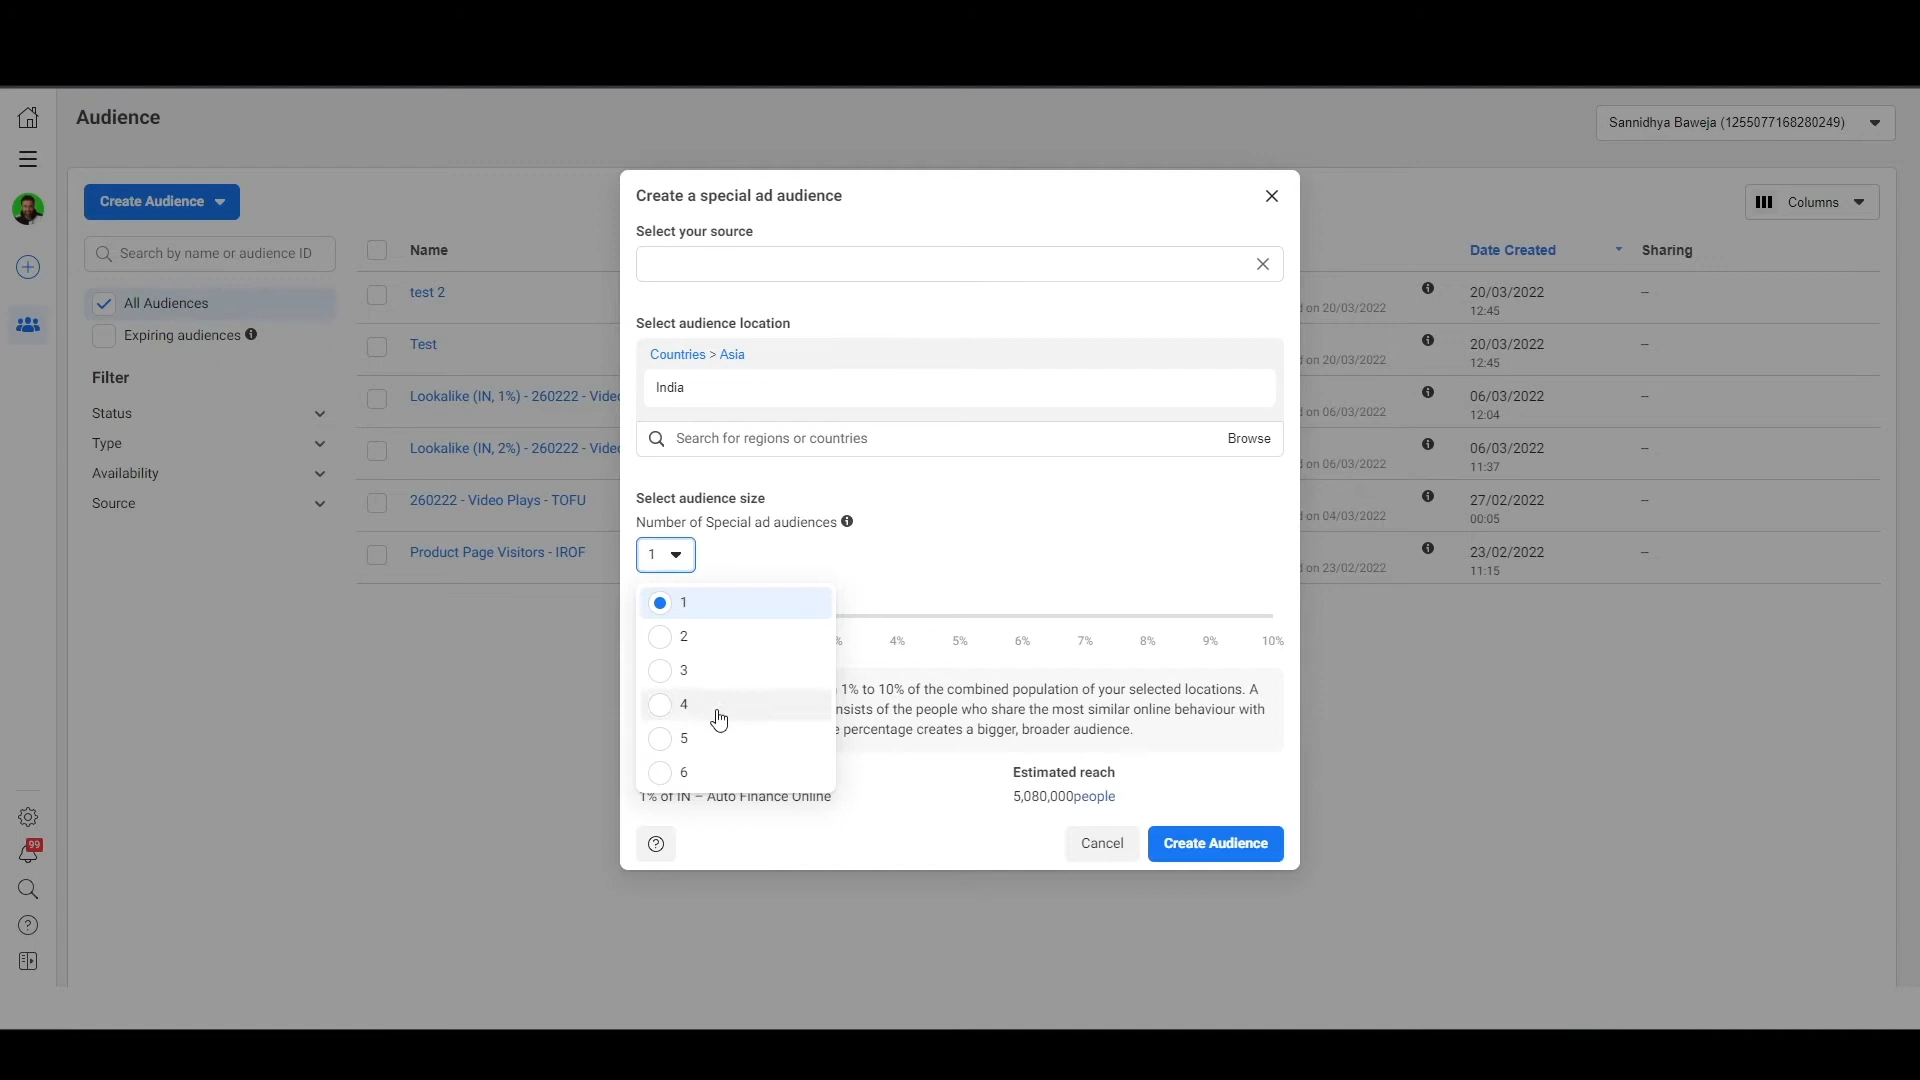 Audience
Sannidhya Baweja (1255077168280249)
Create Audience
Columns
Search by name or audience ID
All Audiences
Expiring audiences
Filter
Status
Type
Availability
Source
Name
Date Created
Sharing
test 2
on 20/03/2022
20/03/2022
12:45
--
Test
on 20/03/2022
20/03/2022
12:45
--
Lookalike (IN, 1%) - 260222 - Vide
on 06/03/2022
06/03/2022
12:04
--
Lookalike (IN, 2%) - 260222 - Vide
on 06/03/2022
06/03/2022
11:37
--
260222 - Video Plays - TOFU
on 04/03/2022
27/02/2022
00:05
--
Product Page Visitors - IROF
on 23/02/2022
23/02/2022
11:15
--
99
Create a special ad audience
Select your source
Select audience location
Countries > Asia
India
Search for regions or countries
Browse
Select audience size
Number of Special ad audiences
1
1
2
3
4
5
6
% 4% 5% 6% 7% 8% 9% 10%
1% to 10% of the combined population of your selected locations. A
nsists of the people who share the most similar online behaviour with
percentage creates a bigger, broader audience.
Estimated reach
1% of IN – Auto Finance Online
5,080,000people
Cancel
Create Audience